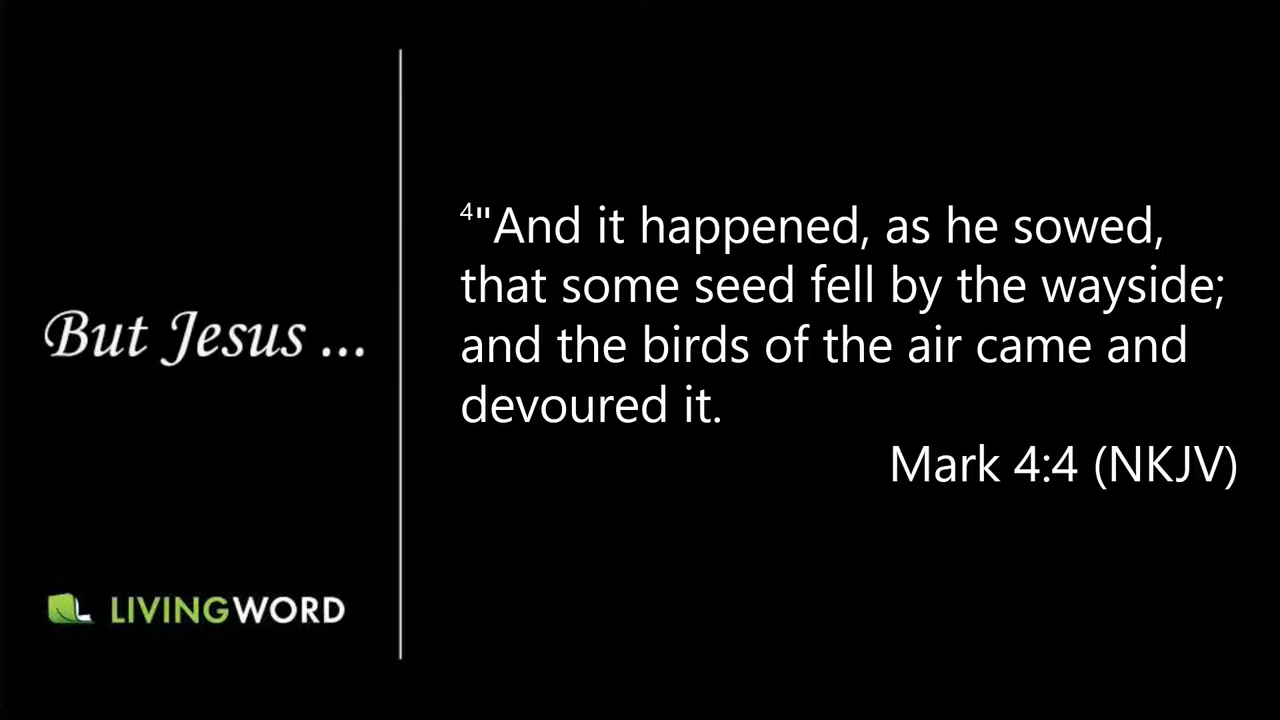 But Jesus ...
LIVINGWORD
⁴"And it happened, as he sowed,
that some seed fell by the wayside;
and the birds of the air came and
devoured it.
Mark 4:4 (NKJV)